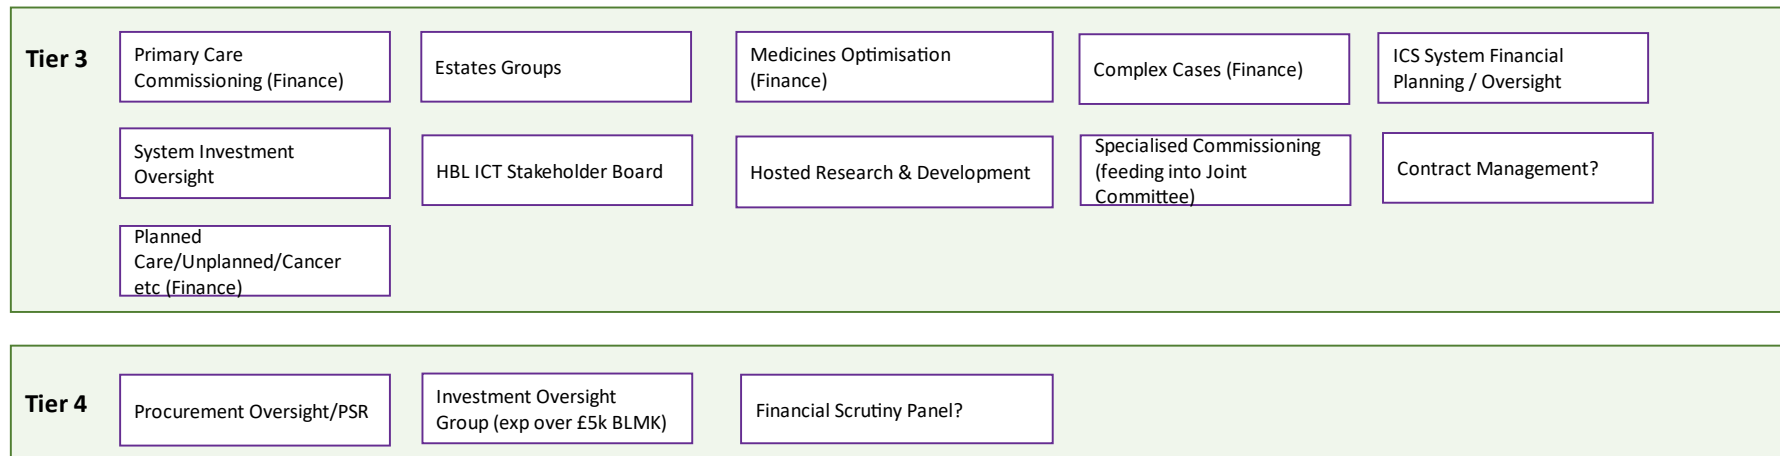 Tier 3
Primary Care
Commissioning (Finance)
Estates Groups
Medicines Optimisation
(Finance)
Complex Cases (Finance)
ICS System Financial
Planning / Oversight
System Investment
Oversight
HBL ICT Stakeholder Board
Hosted Research & Development
Specialised Commissioning
(feeding into Joint
Committee)
Contract Management?
Planned
Care/Unplanned/Cancer
etc (Finance)
Tier 4
Procurement Oversight/PSR
Investment Oversight
Group (exp over £5k BLMK)
Financial Scrutiny Panel?